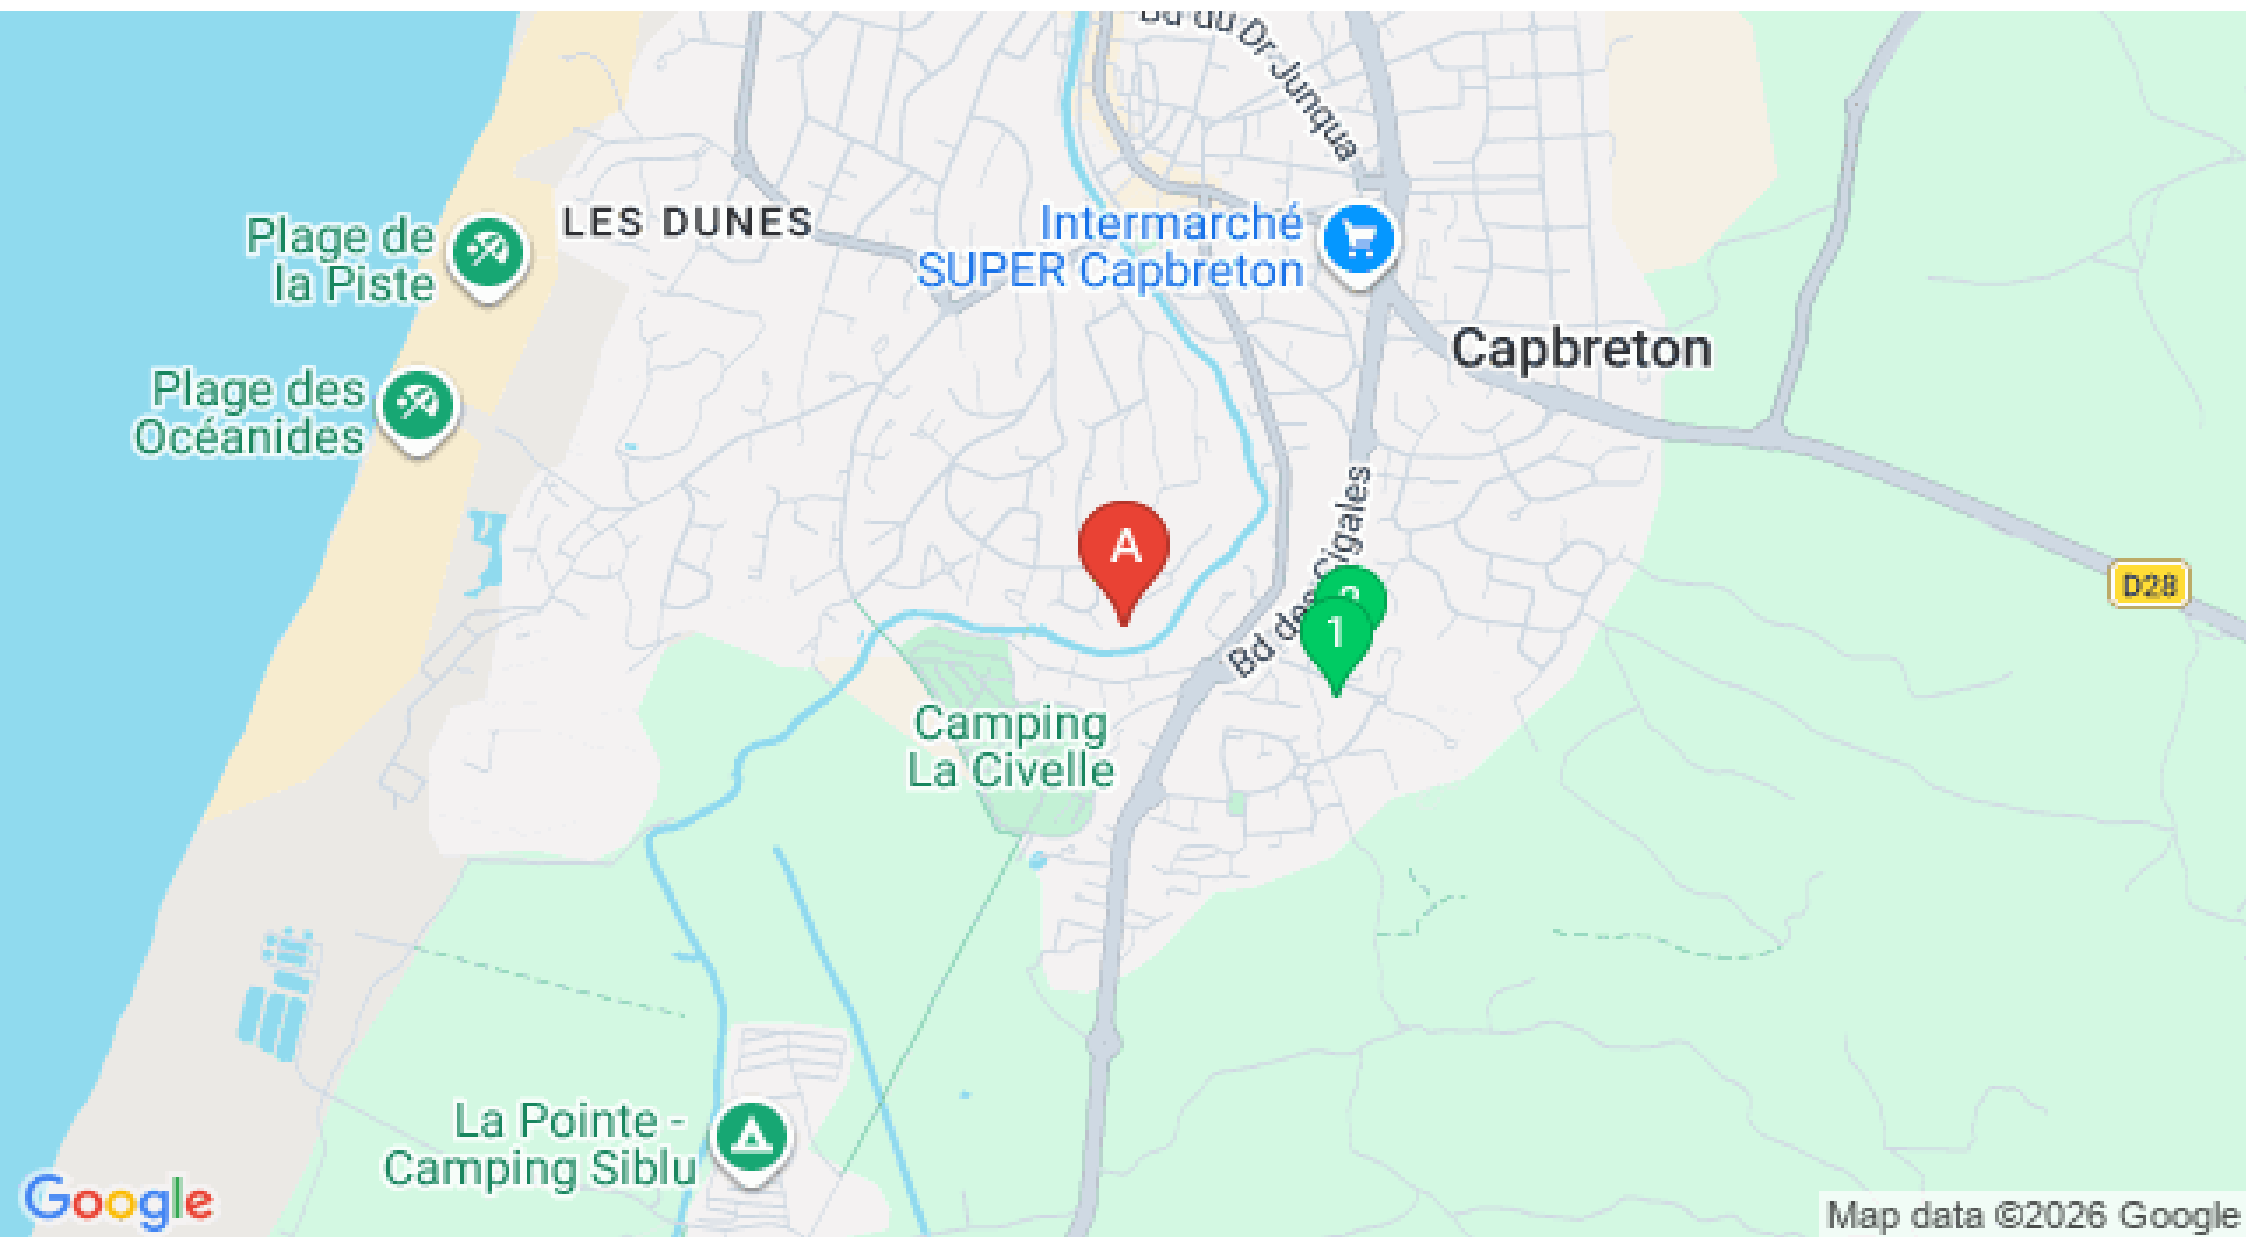 Bd du Dr Junqua
LES DUNES
Plage de
la Piste
Intermarché
SUPER Capbreton
Capbreton
Plage des
Océanides
Bd des Cigales
A
D28
2
1
Camping
La Civelle
La Pointe -
Camping Siblu
Google
Map data ©2026 Google